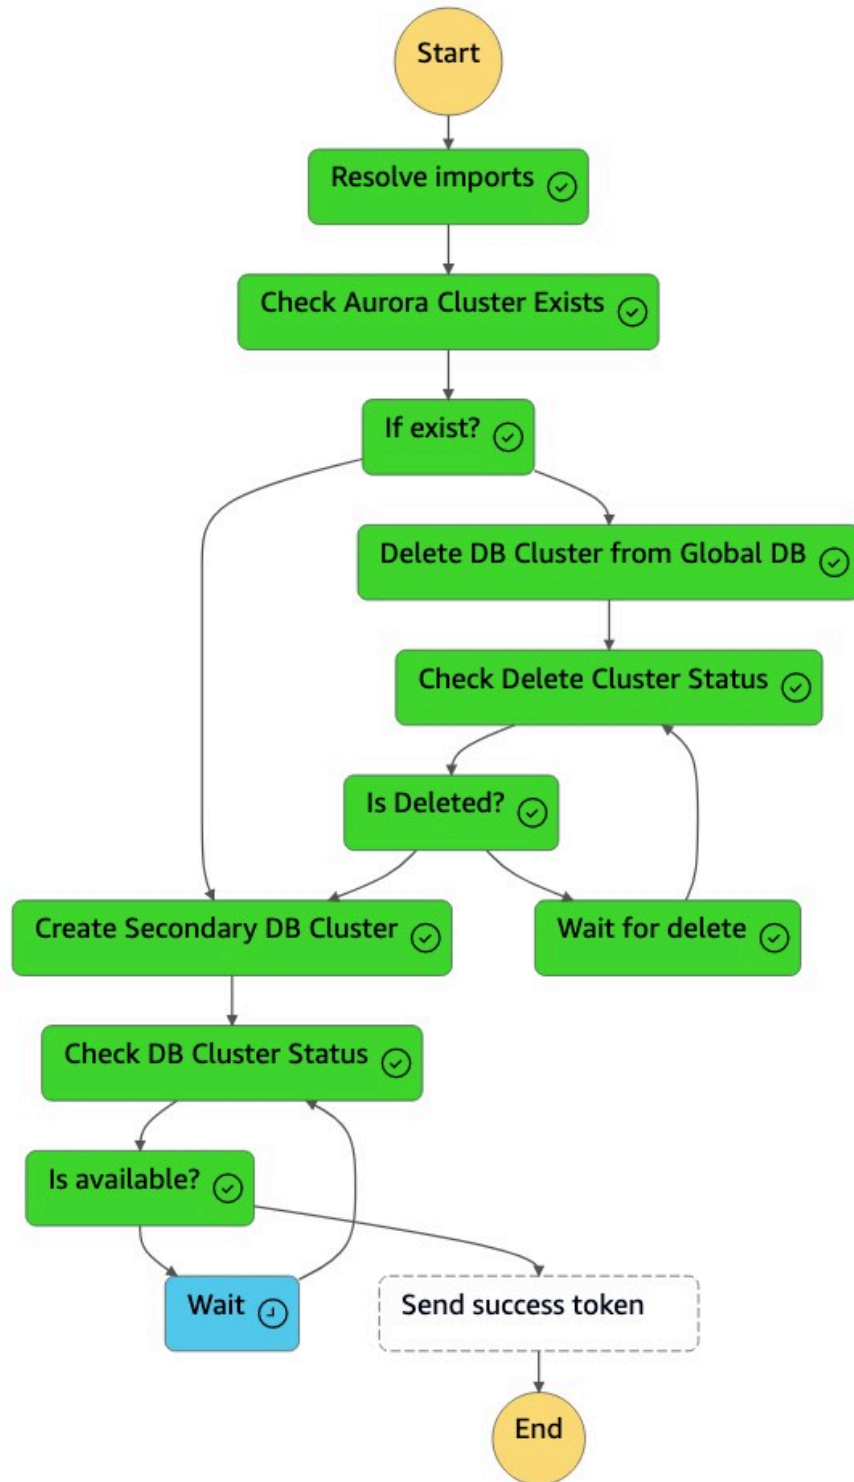 Start
Resolve imports
Check Aurora Cluster Exists
If exist?
Delete DB Cluster from Global DB
Check Delete Cluster Status
Is Deleted?
Create Secondary DB Cluster
Wait for delete
Check DB Cluster Status
Is available?
Wait
Send success token
End